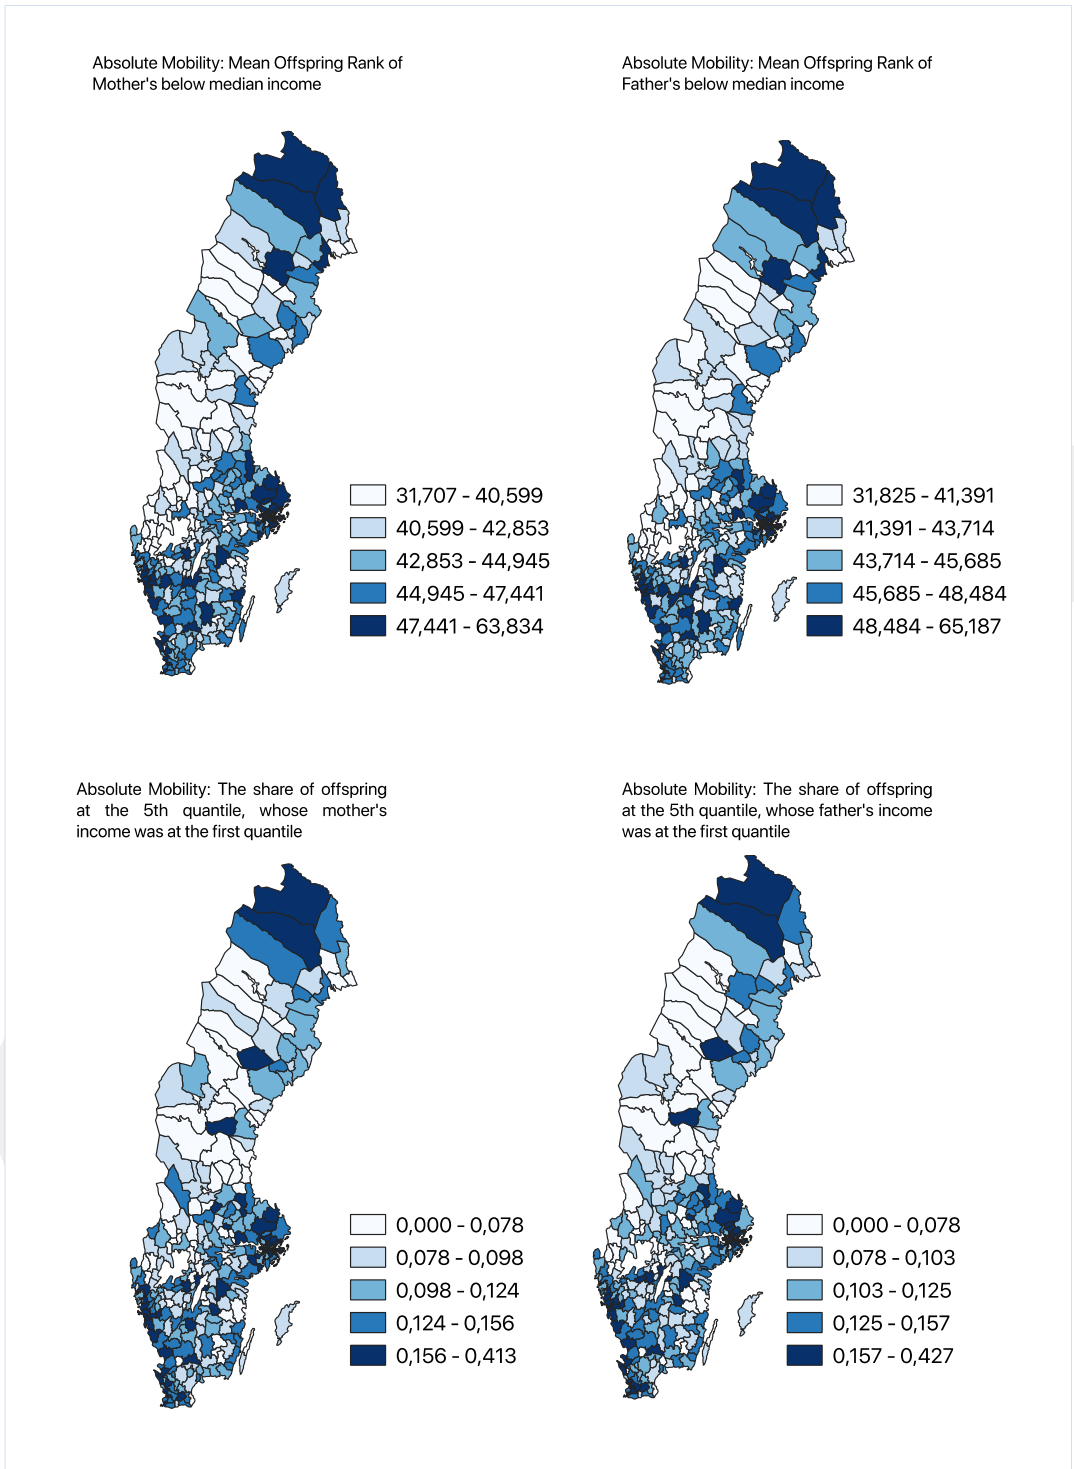 Absolute Mobility: Mean Offspring Rank of
Mother's below median income
Absolute Mobility: Mean Offspring Rank of
Father's below median income
31,707 - 40,599
40,599 - 42,853
42,853 - 44,945
44,945 - 47,441
47,441 - 63,834
31,825 - 41,391
41,391 - 43,714
43,714 - 45,685
45,685 - 48,484
48,484 - 65,187
Absolute Mobility: The share of offspring
at the 5th quantile, whose mother's
income was at the first quantile
Absolute Mobility: The share of offspring
at the 5th quantile, whose father's income
was at the first quantile
0,000 - 0,078
0,078 - 0,098
0,098 - 0,124
0,124 - 0,156
0,156 - 0,413
0,000 - 0,078
0,078 - 0,103
0,103 - 0,125
0,125 - 0,157
0,157 - 0,427